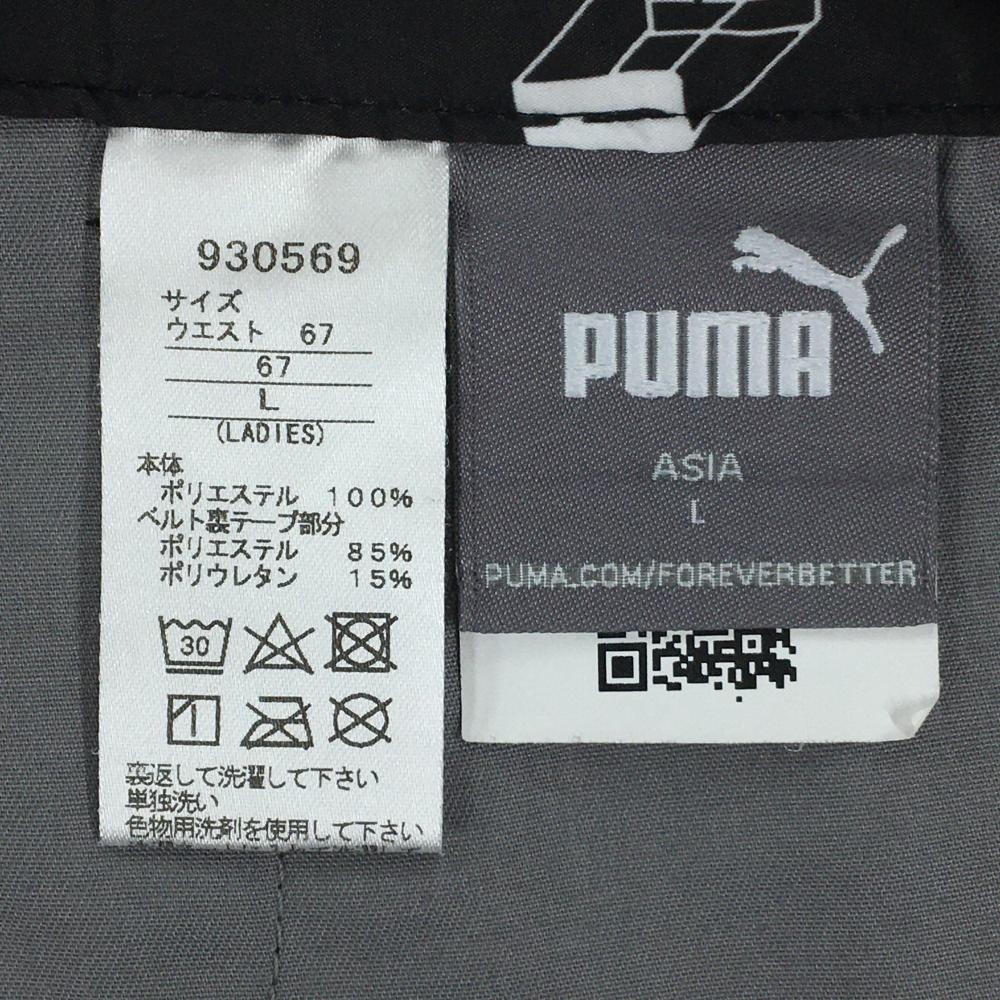 930569
サイズ
ウエスト 67
67
L
(LADIES)
本体
ポリエステル 100%
ベルト裏テープ部分
ポリエステル 85%
ポリウレタン 15%
30
裏返して洗濯して下さい
単独洗い
色物用洗剤を使用して下さい
PUMA
ASIA
L
PUMA.COM/FOREVERBETTER